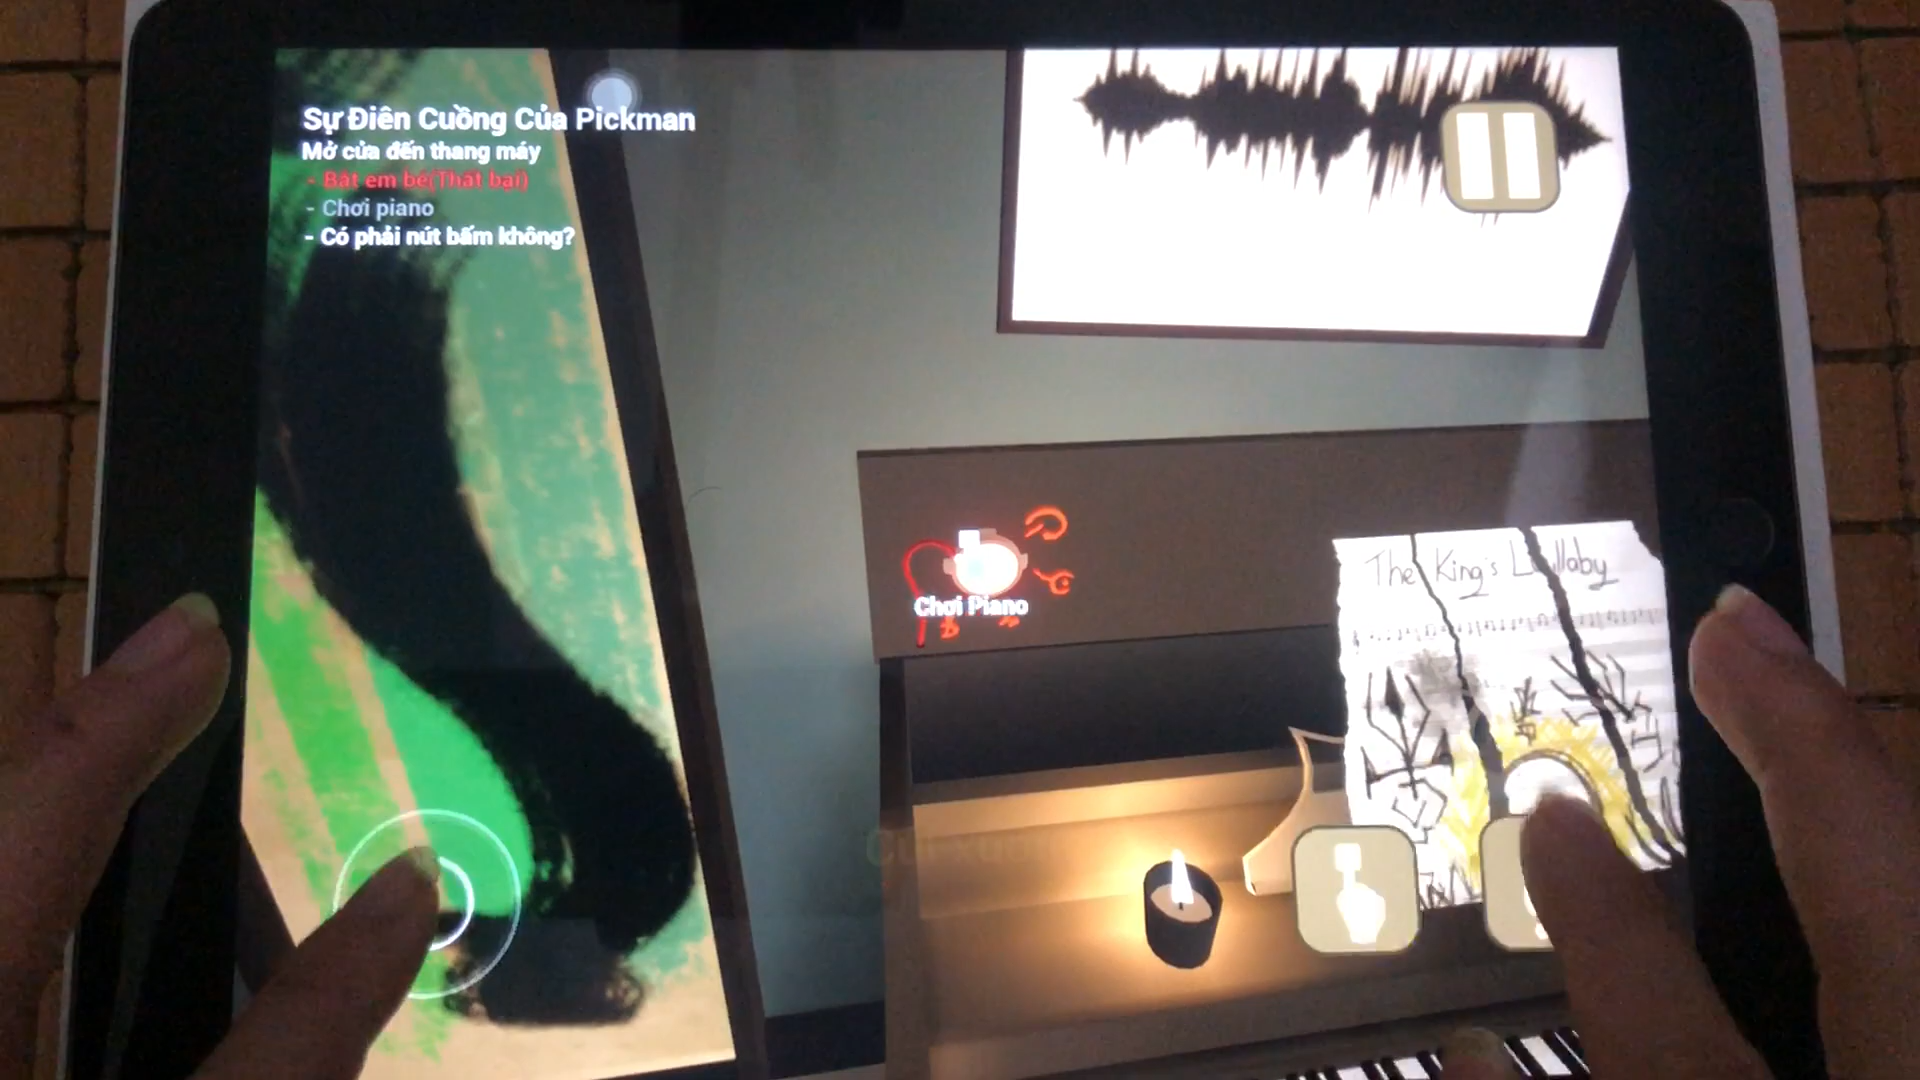 Sự Điên Cuồng Của Pickman
Mở cửa đến thang máy
- Bắt em bé(Thất bại)
- Chơi piano
- Có phải nút bấm không?
Chơi Piano
The King's Lullaby